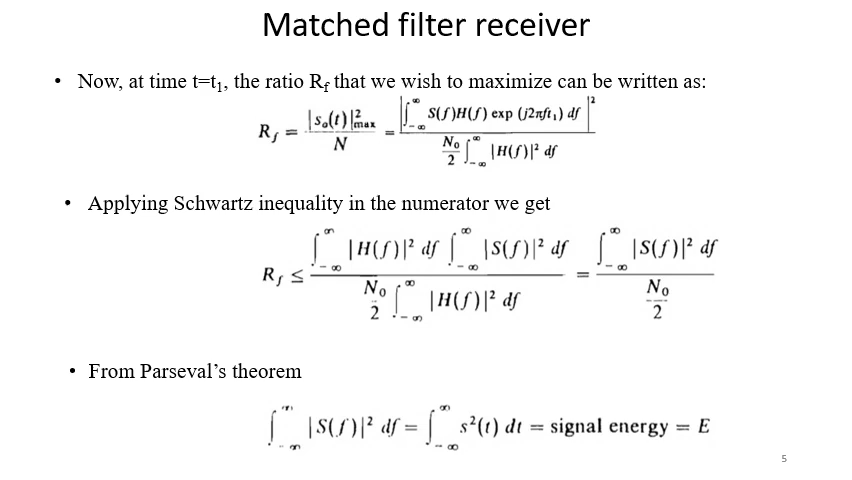 Matched filter receiver
• Now, at time t=t₁, the ratio R_f that we wish to maximize can be written as:
R_f = |s_o(t)|²_max / N = |∫_{-∞}^{∞} S(f)H(f) exp (j2πft₁) df|² / (N₀/2 ∫_{-∞}^{∞} |H(f)|² df)
• Applying Schwartz inequality in the numerator we get
R_f ≤ (∫_{-∞}^{∞} |H(f)|² df ∫_{-∞}^{∞} |S(f)|² df) / (N₀/2 ∫_{-∞}^{∞} |H(f)|² df) = (∫_{-∞}^{∞} |S(f)|² df) / (N₀/2)
• From Parseval’s theorem
∫_{-∞}^{∞} |S(f)|² df = ∫_{-∞}^{∞} s²(t) dt = signal energy = E
5